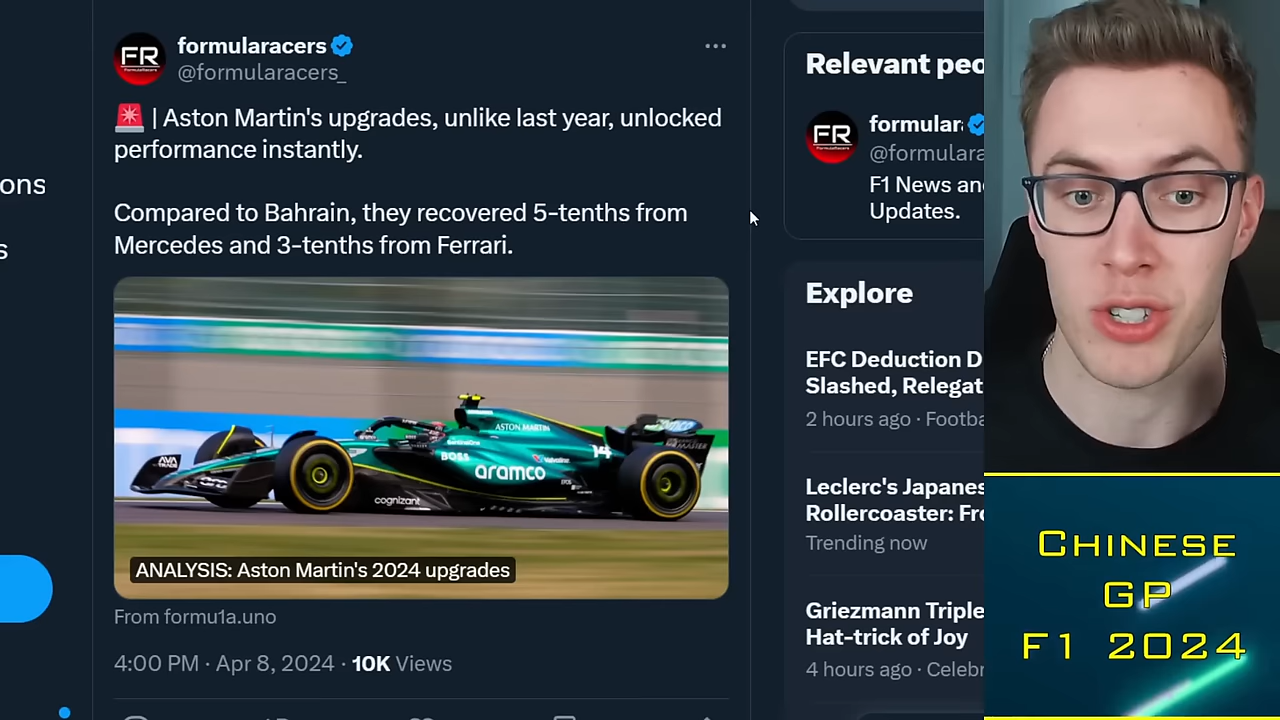 ons
s
FR
formularacers
@formularacers_
🚨 | Aston Martin's upgrades, unlike last year, unlocked
performance instantly.
Compared to Bahrain, they recovered 5-tenths from
Mercedes and 3-tenths from Ferrari.
ASTON MARTIN
14
BOSS
Valvoline
aramco
cognizant
AVA
TRADE
ANALYSIS: Aston Martin's 2024 upgrades
From formu1a.uno
4:00 PM · Apr 8, 2024 · 10K Views
Relevant peo
FR
formular
@formulara
F1 News an
Updates.
Explore
EFC Deduction D
Slashed, Relegat
2 hours ago · Footba
Leclerc's Japanes
Rollercoaster: Fr
Trending now
Griezmann Triple
Hat-trick of Joy
4 hours ago · Celebr
CHINESE
GP
F1 2024